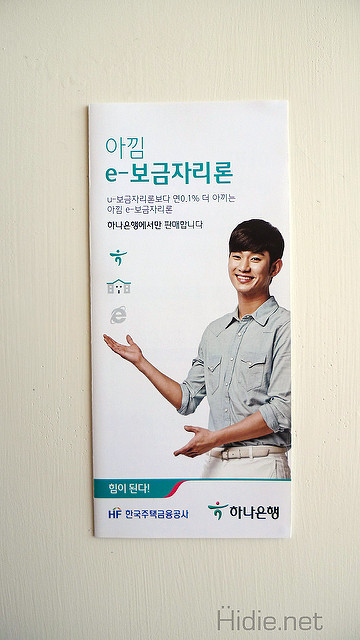 아낌
e-보금자리론
u-보금자리론보다 연0.1% 더 아끼는
아낌 e-보금자리론
하나은행에서만 판매합니다
힘이 된다!
HF 한국주택금융공사
하나은행
Hidie.net